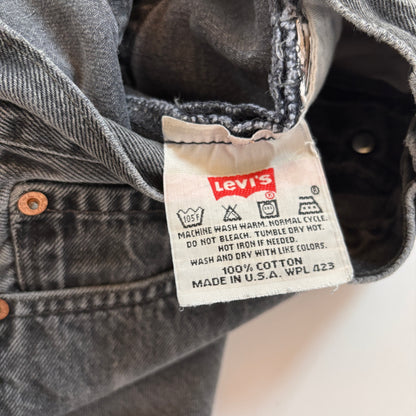 LEVI'S
®
105F
MACHINE WASH WARM. NORMAL CYCLE.
DO NOT BLEACH. TUMBLE DRY HOT.
HOT IRON IF NEEDED.
WASH AND DRY WITH LIKE COLORS.
100% COTTON
MADE IN U.S.A. WPL 423